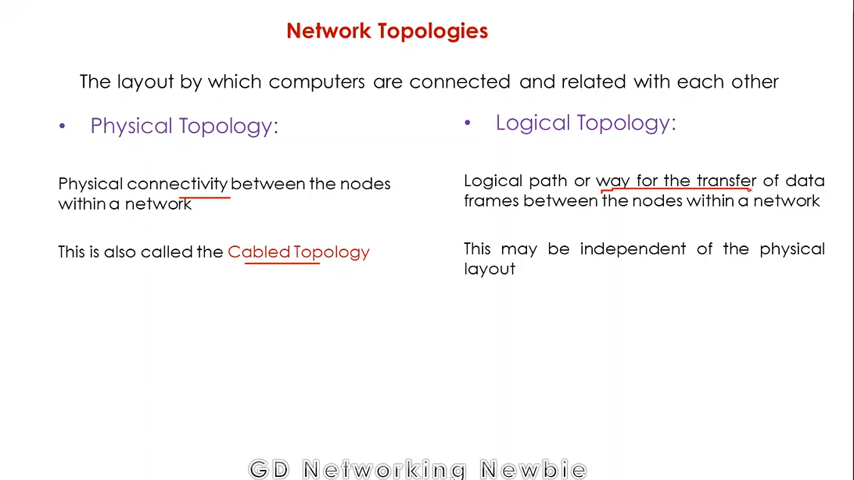 Network Topologies
The layout by which computers are connected and related with each other
• Physical Topology:
Physical connectivity between the nodes
within a network
This is also called the Cabled Topology
• Logical Topology:
Logical path or way for the transfer of data
frames between the nodes within a network
This may be independent of the physical
layout
GD Networking Newbie